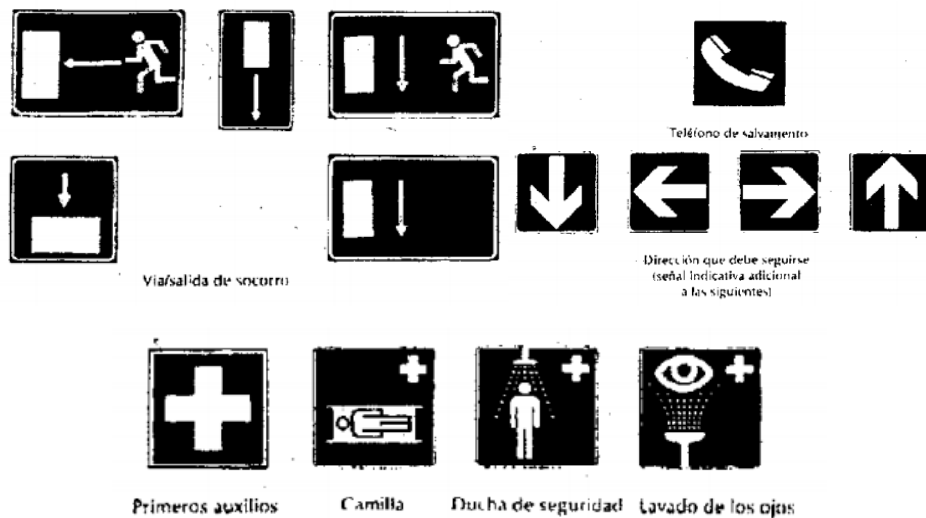 Teléfono de salvamento
Vía/salida de socorro
Dirección que debe seguirse
(señal indicativa adicional
a las siguientes)
Primeros auxilios
Camilla
Ducha de seguridad
Lavado de los ojos